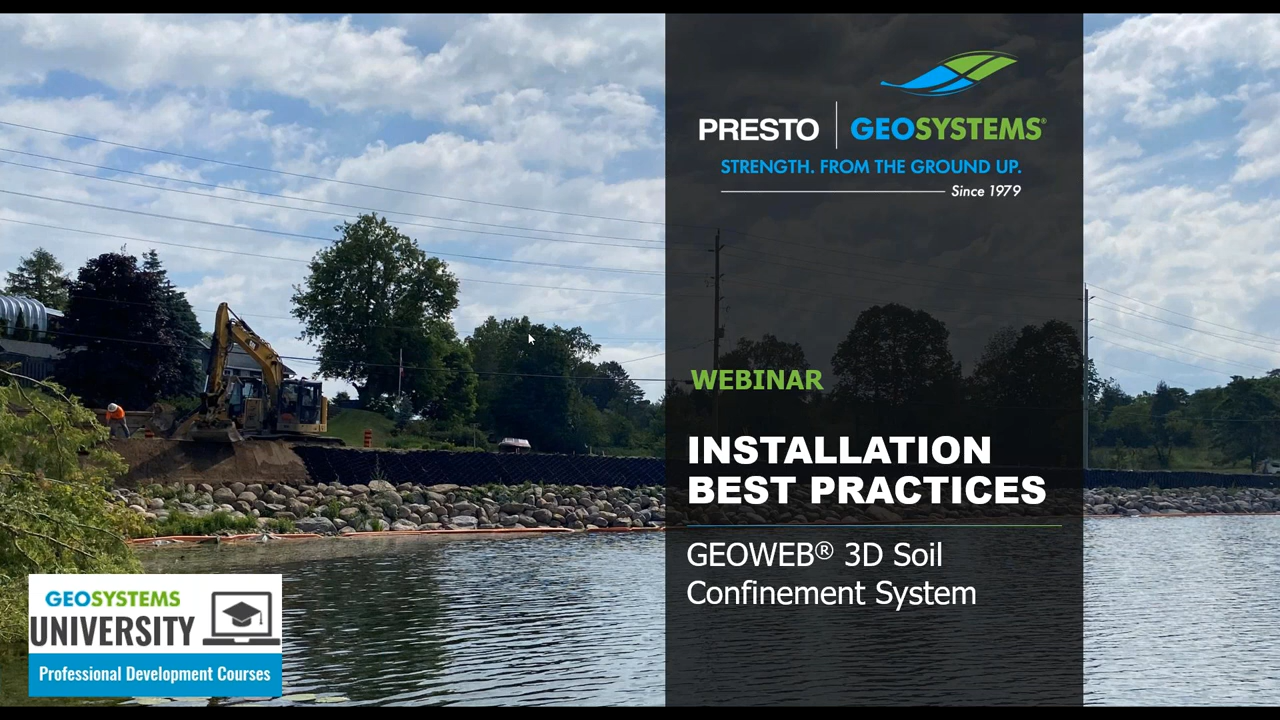 PRESTO GEOSYSTEMS®
STRENGTH. FROM THE GROUND UP.
Since 1979
WEBINAR
INSTALLATION
BEST PRACTICES
GEOWEB® 3D Soil
Confinement System
GEOSYSTEMS
UNIVERSITY
Professional Development Courses